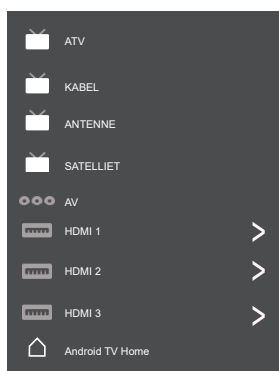 ATV
KABEL
ANTENNE
SATELLIET
AV
HDMI 1
HDMI 2
HDMI 3
Android TV Home